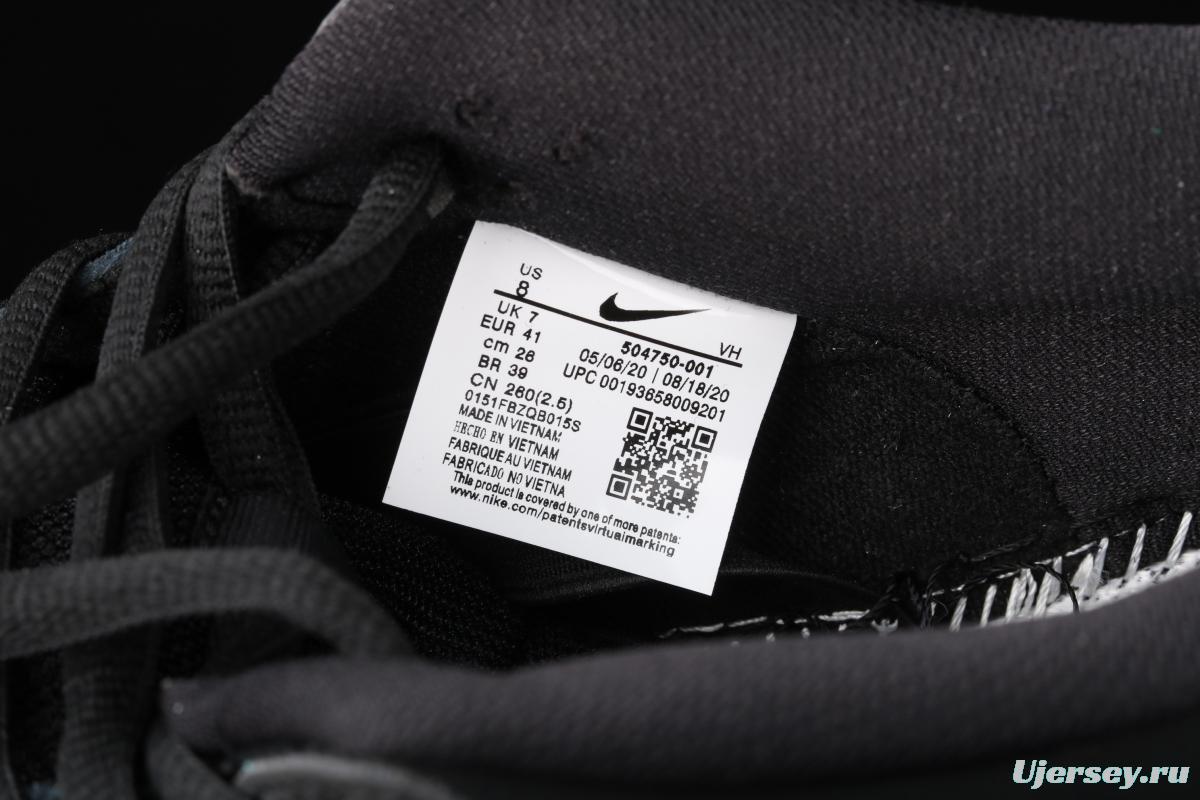 US
8
UK 7
EUR 41
cm 26
BR 39
CN 260(2.5)
0151FBZQB015S
MADE IN VIETNAM
HECHO EN VIETNAM
FABRIQUE AU VIETNAM
FABRICADO NO VIETNA
This product is covered by one of more patents:
www.nike.com/patentsvirtualmarking
VH
504750-001
05/06/20 | 08/18/20
UPC 00193658009201
Ujersey.ru